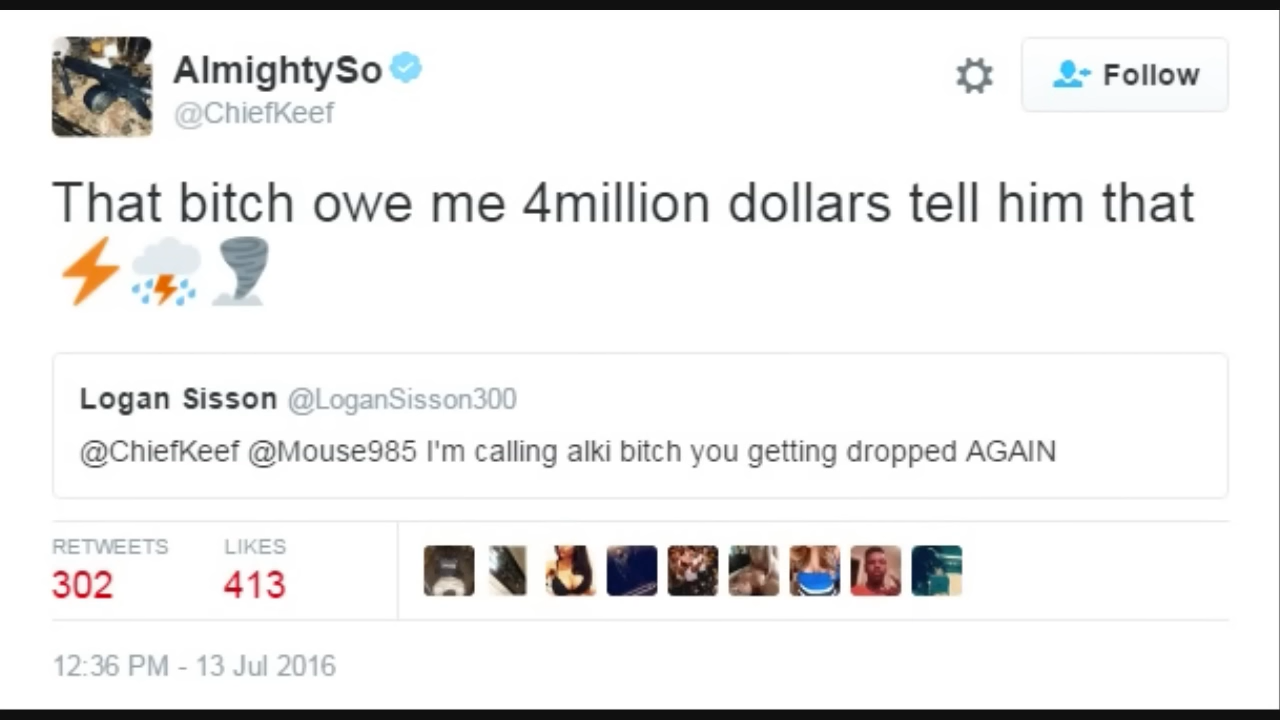 AlmightySo
@ChiefKeef
Follow
That bitch owe me 4million dollars tell him that
⚡⛈🌪
Logan Sisson @LoganSisson300
@ChiefKeef @Mouse985 I'm calling alki bitch you getting dropped AGAIN
RETWEETS LIKES
302 413
12:36 PM - 13 Jul 2016